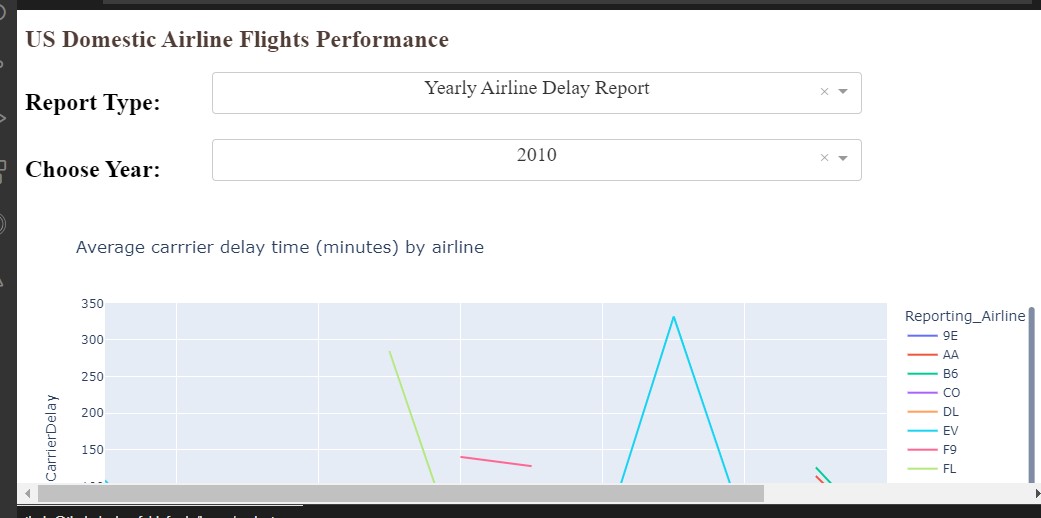 US Domestic Airline Flights Performance
Report Type:
Yearly Airline Delay Report
Choose Year:
2010
Average carrrier delay time (minutes) by airline
350
300
250
200
150
CarrierDelay
Reporting_Airline
9E
AA
B6
CO
DL
EV
F9
FL